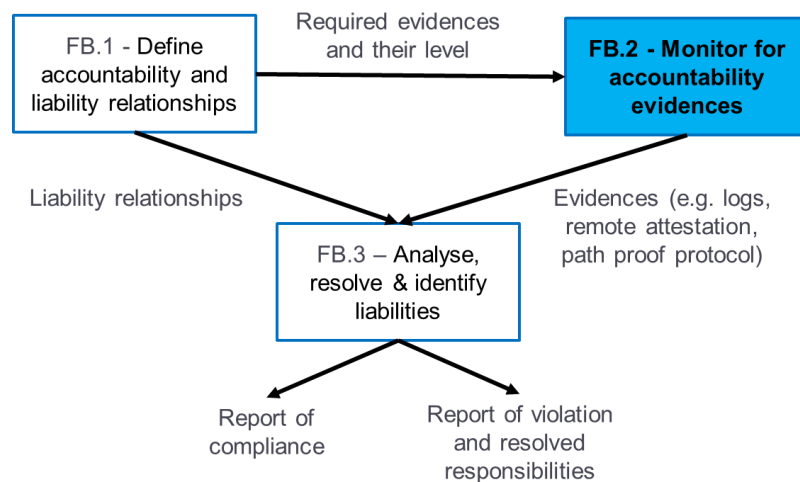 FB.1 - Define
accountability and
liability relationships
Required evidences
and their level
FB.2 - Monitor for
accountability
evidences
Liability relationships
Evidences (e.g. logs,
remote attestation,
path proof protocol)
FB.3 – Analyse,
resolve & identify
liabilities
Report of
compliance
Report of violation
and resolved
responsibilities